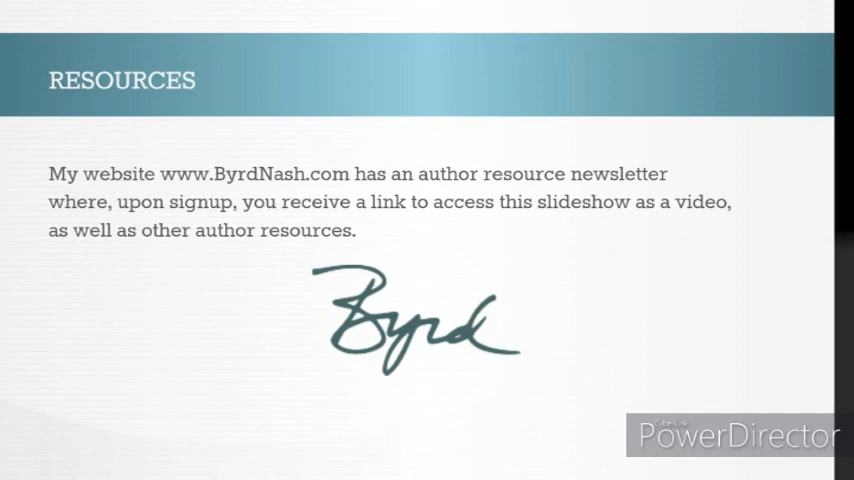 RESOURCES
My website www.ByrdNash.com has an author resource newsletter
where, upon signup, you receive a link to access this slideshow as a video,
as well as other author resources.
Byrd
CyberLink
PowerDirector